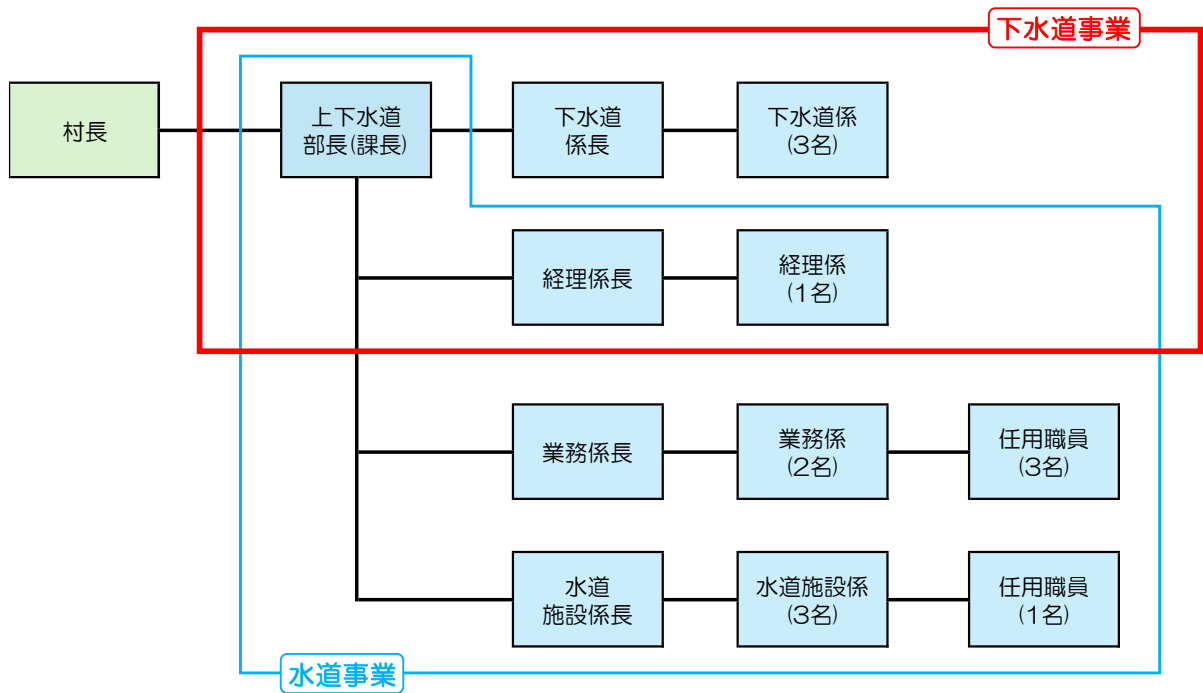 下水道事業
村長
上下水道
部長(課長)
下水道
係長
下水道係
(3名)
経理係長
経理係
(1名)
業務係長
業務係
(2名)
任用職員
(3名)
水道
施設係長
水道施設係
(3名)
任用職員
(1名)
水道事業